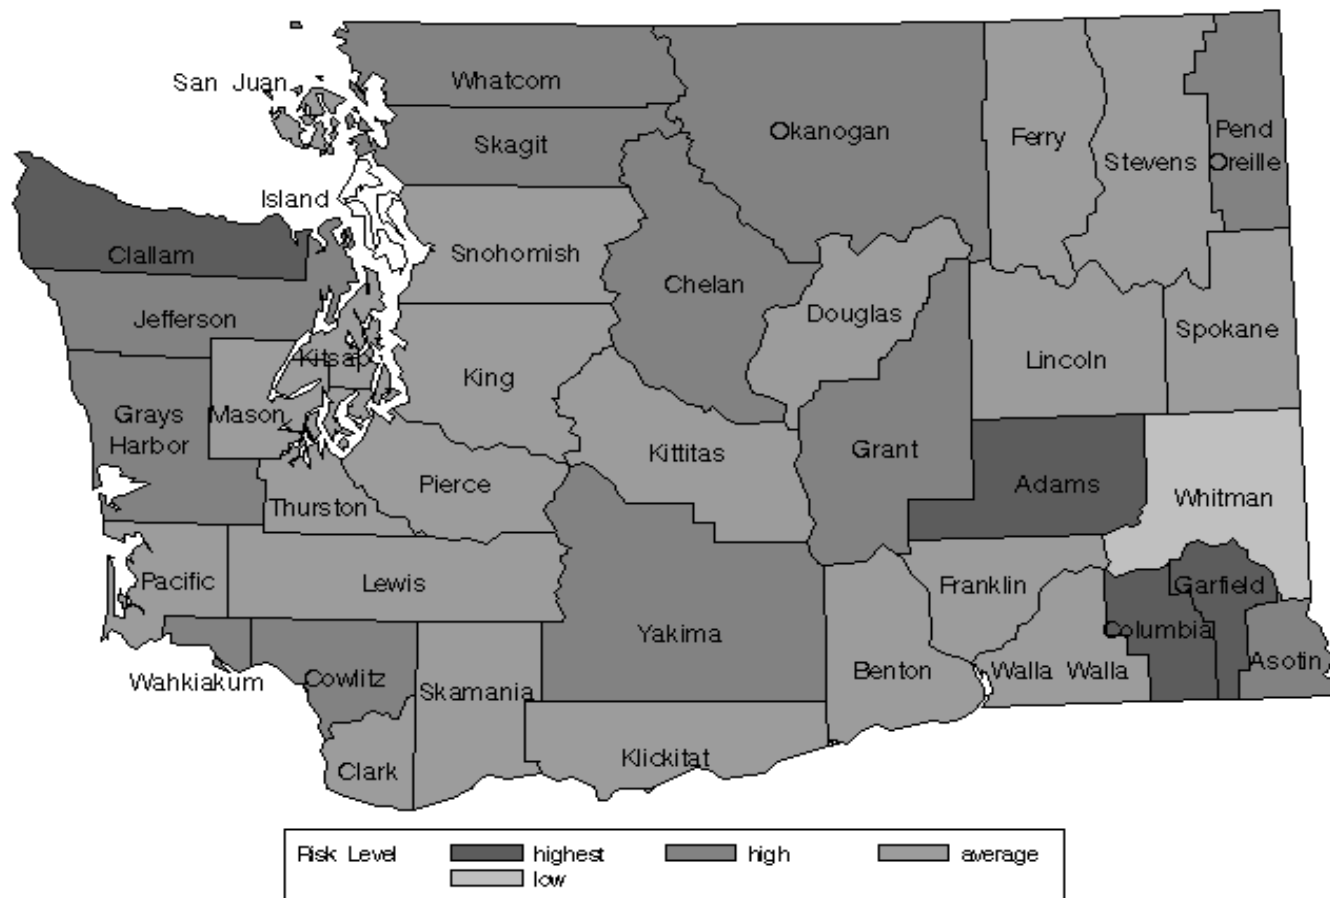 San Juan
Whatcom
Skagit
Okanogan
Ferry
Stevens
Pend
Oreille
Island
Clallam
Snohomish
Chelan
Jefferson
Douglas
Spokane
Kitsap
King
Lincoln
Grays
Harbor
Mason
Kittitas
Grant
Pierce
Adams
Whitman
Thurston
Pacific
Lewis
Franklin
Garfield
Yakima
Columbia
Wahkiakum
Cowlitz
Skamania
Benton
Walla Walla
Asotin
Clark
Klickitat
Risk Level highest high average
low